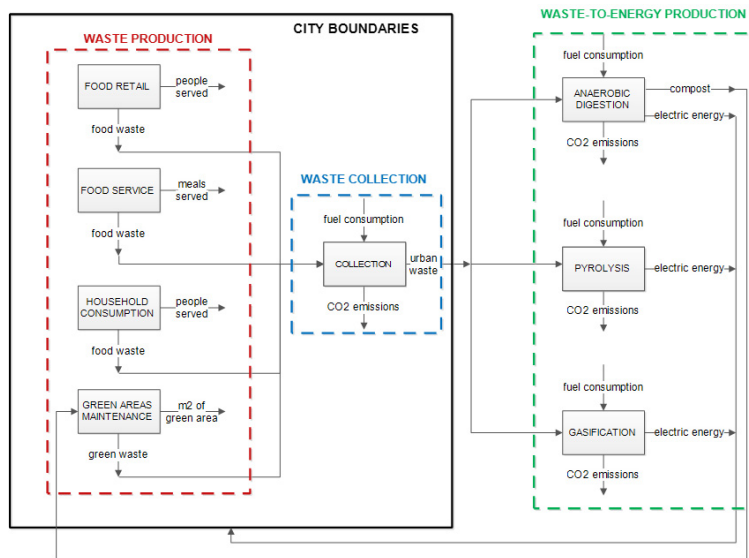 WASTE-TO-ENERGY PRODUCTION
CITY BOUNDARIES
WASTE PRODUCTION
FOOD RETAIL
people
served
food waste
FOOD SERVICE
meals
served
food waste
HOUSEHOLD
CONSUMPTION
people
served
food waste
GREEN AREAS
MAINTENANCE
m2 of
green area
green waste
WASTE COLLECTION
fuel consumption
COLLECTION
urban
waste
CO2 emissions
fuel consumption
ANAEROBIC
DIGESTION
compost
electric energy
CO2 emissions
fuel consumption
PYROLYSIS
electric energy
CO2 emissions
fuel consumption
GASIFICATION
electric energy
CO2 emissions